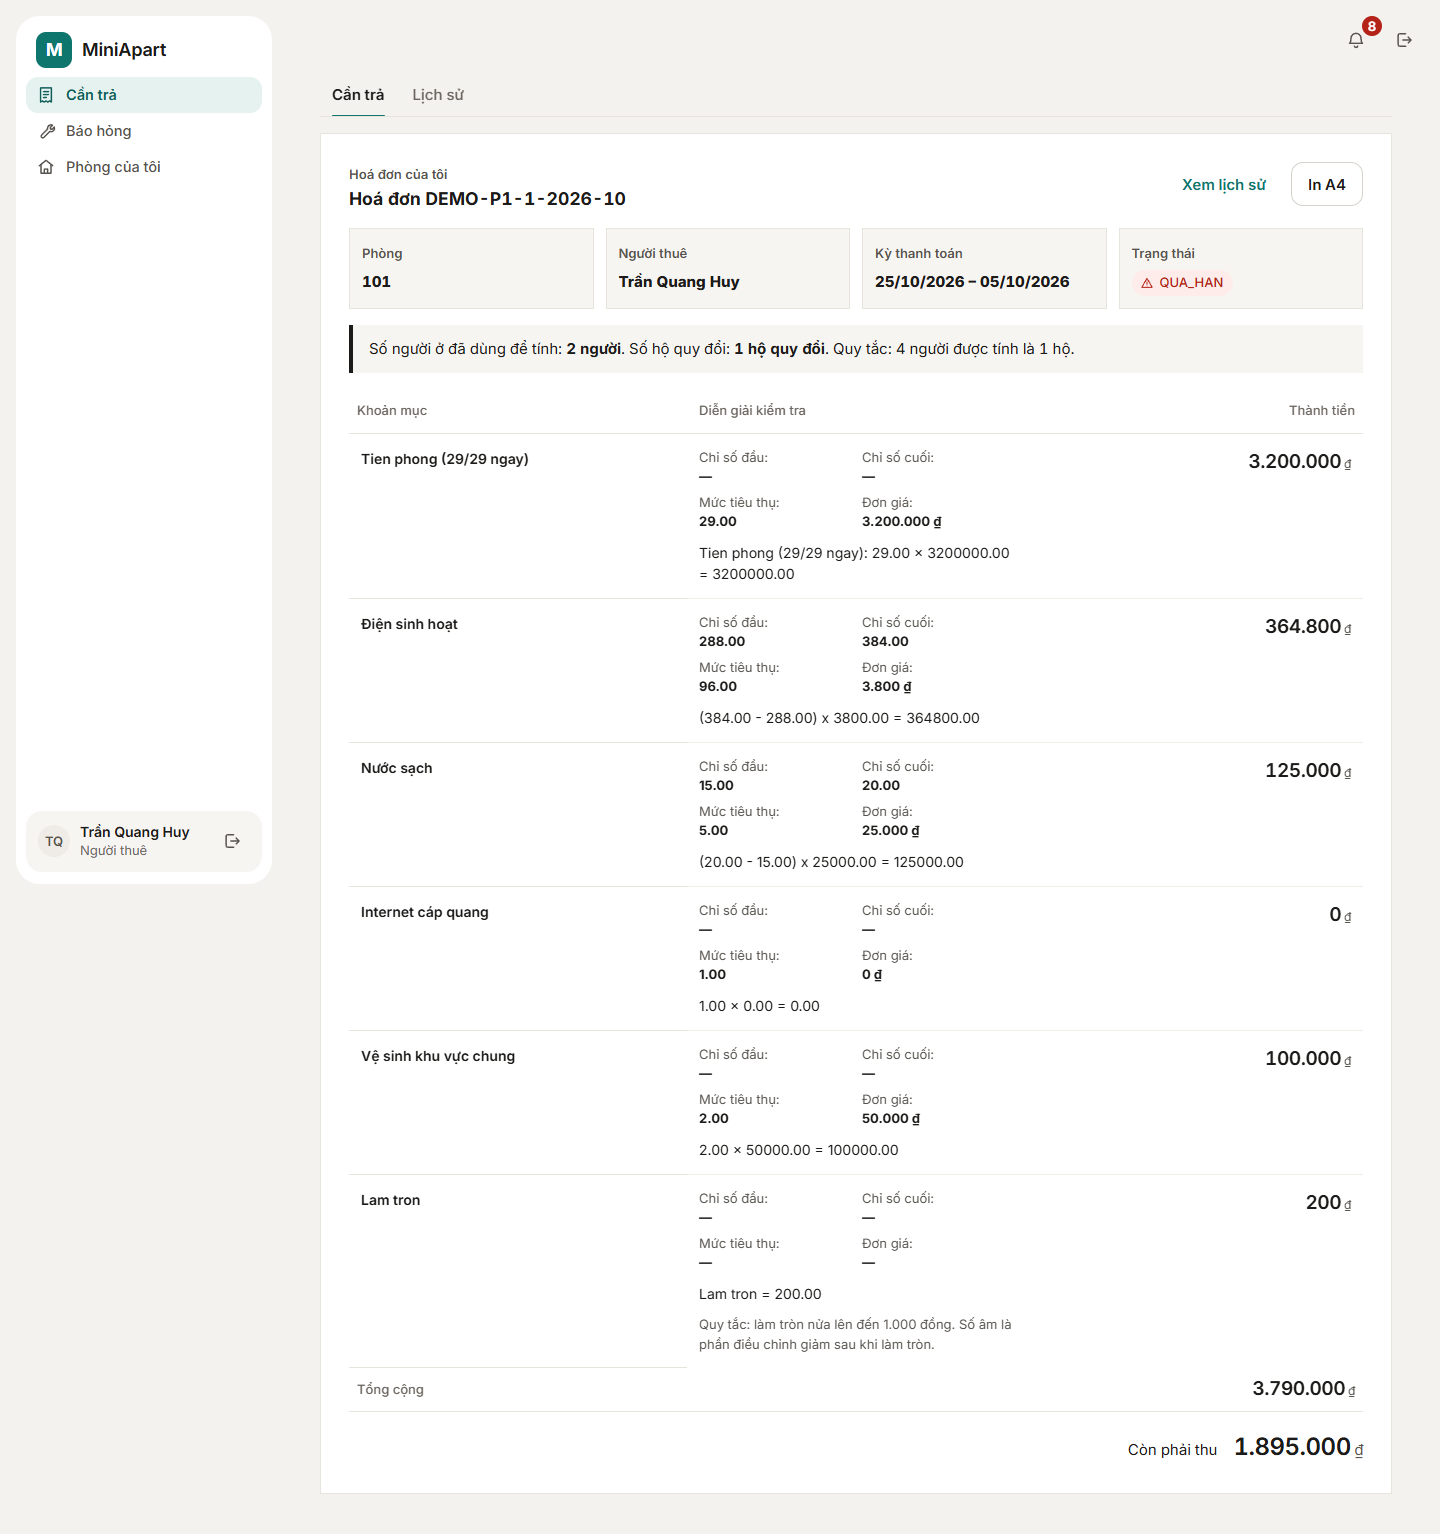 M MiniApart
Cần trả
Báo hỏng
Phòng của tôi
TQ
Trần Quang Huy
Người thuê
8
Cần trả Lịch sử
Hoá đơn của tôi
Hoá đơn DEMO-P1-1-2026-10
Xem lịch sử
In A4
Phòng
101
Người thuê
Trần Quang Huy
Kỳ thanh toán
25/10/2026 – 05/10/2026
Trạng thái
QUA_HAN
Số người ở đã dùng để tính: 2 người. Số hộ quy đổi: 1 hộ quy đổi. Quy tắc: 4 người được tính là 1 hộ.
Khoản mục Diễn giải kiểm tra Thành tiền
Tien phong (29/29 ngay)
Chỉ số đầu: Chỉ số cuối:
— —
Mức tiêu thụ: Đơn giá:
29.00 3.200.000 ₫
Tien phong (29/29 ngay): 29.00 × 3200000.00
= 3200000.00
3.200.000 ₫
Điện sinh hoạt
Chỉ số đầu: Chỉ số cuối:
288.00 384.00
Mức tiêu thụ: Đơn giá:
96.00 3.800 ₫
(384.00 - 288.00) x 3800.00 = 364800.00
364.800 ₫
Nước sạch
Chỉ số đầu: Chỉ số cuối:
15.00 20.00
Mức tiêu thụ: Đơn giá:
5.00 25.000 ₫
(20.00 - 15.00) x 25000.00 = 125000.00
125.000 ₫
Internet cáp quang
Chỉ số đầu: Chỉ số cuối:
— —
Mức tiêu thụ: Đơn giá:
1.00 0 ₫
1.00 × 0.00 = 0.00
0 ₫
Vệ sinh khu vực chung
Chỉ số đầu: Chỉ số cuối:
— —
Mức tiêu thụ: Đơn giá:
2.00 50.000 ₫
2.00 × 50000.00 = 100000.00
100.000 ₫
Lam tron
Chỉ số đầu: Chỉ số cuối:
— —
Mức tiêu thụ: Đơn giá:
— —
Lam tron = 200.00
Quy tắc: làm tròn nửa lên đến 1.000 đồng. Số âm là
phần điều chỉnh giảm sau khi làm tròn.
200 ₫
Tổng cộng 3.790.000 ₫
Còn phải thu 1.895.000 ₫